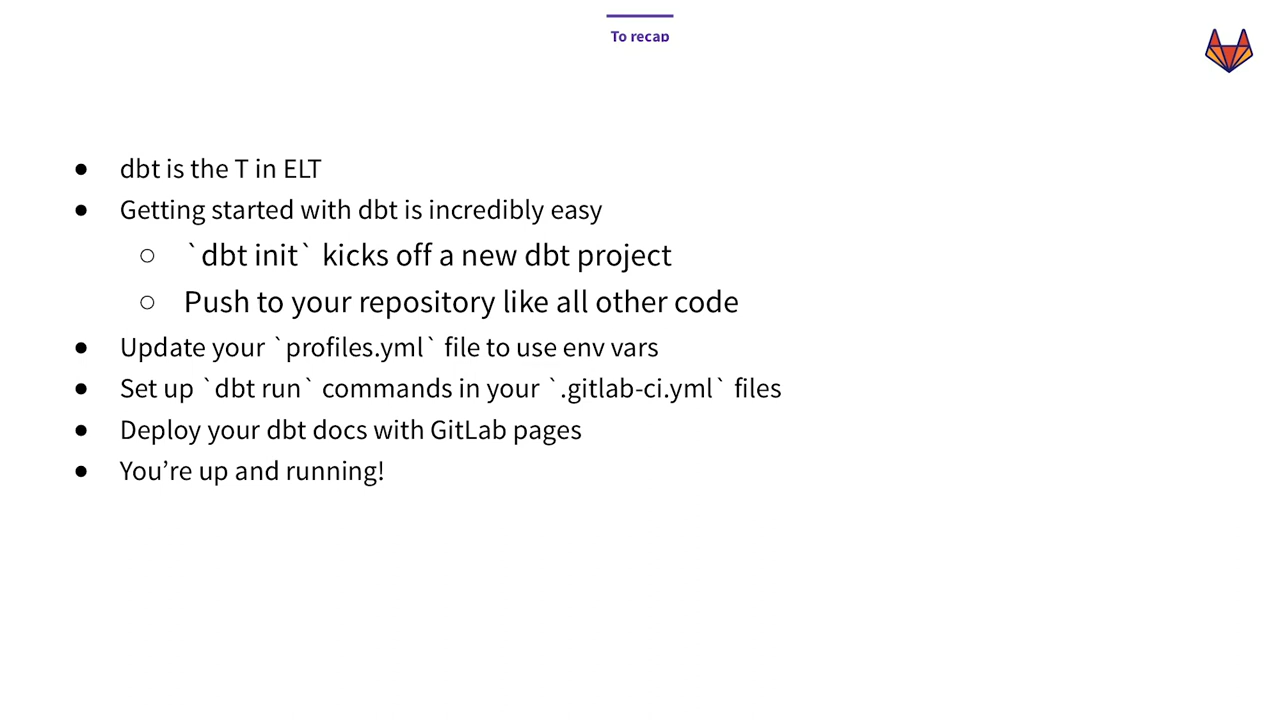 To recap
● dbt is the T in ELT
● Getting started with dbt is incredibly easy
○ `dbt init` kicks off a new dbt project
○ Push to your repository like all other code
● Update your `profiles.yml` file to use env vars
● Set up `dbt run` commands in your `.gitlab-ci.yml` files
● Deploy your dbt docs with GitLab pages
● You’re up and running!